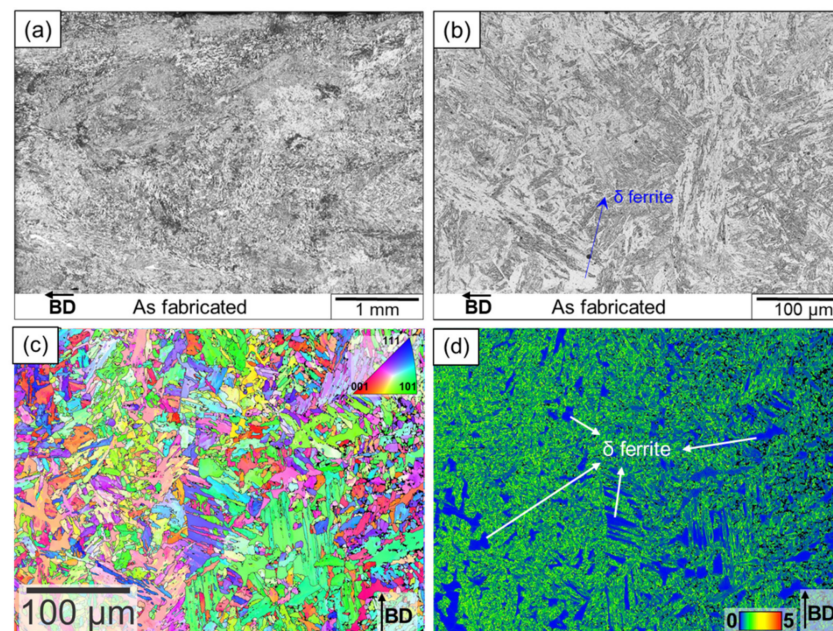 (a)
BD
As fabricated
1 mm
(b)
δ ferrite
BD
As fabricated
100 µm
(c)
111
001
101
100 µm
BD
(d)
δ ferrite
0
5
BD